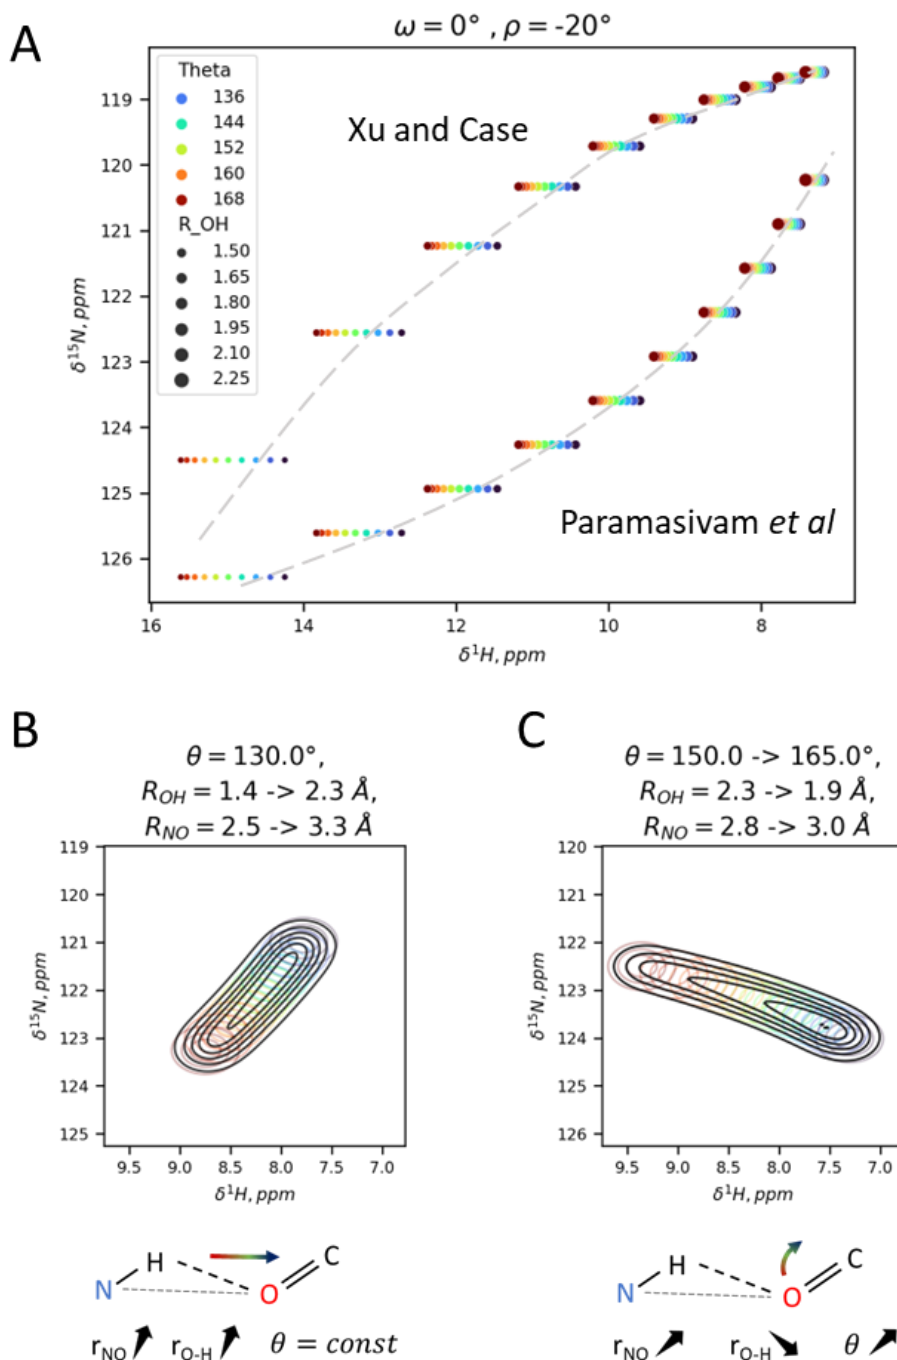 A
ω = 0° , ρ = -20°
Theta
136
144
152
160
168
R_OH
1.50
1.65
1.80
1.95
2.10
2.25
Xu and Case
Paramasivam et al
δ¹⁵N, ppm
119
120
121
122
123
124
125
126
16
14
12
10
8
δ¹H, ppm
B
θ = 130.0°,
R_OH = 1.4 -> 2.3 Å,
R_NO = 2.5 -> 3.3 Å
δ¹⁵N, ppm
119
120
121
122
123
124
125
9.5
9.0
8.5
8.0
7.5
7.0
δ¹H, ppm
N
H
O
C
r_NO
r_O-H
θ = const
C
θ = 150.0 -> 165.0°,
R_OH = 2.3 -> 1.9 Å,
R_NO = 2.8 -> 3.0 Å
δ¹⁵N, ppm
120
121
122
123
124
125
126
9.5
9.0
8.5
8.0
7.5
7.0
δ¹H, ppm
N
H
O
C
r_NO
r_O-H
θ